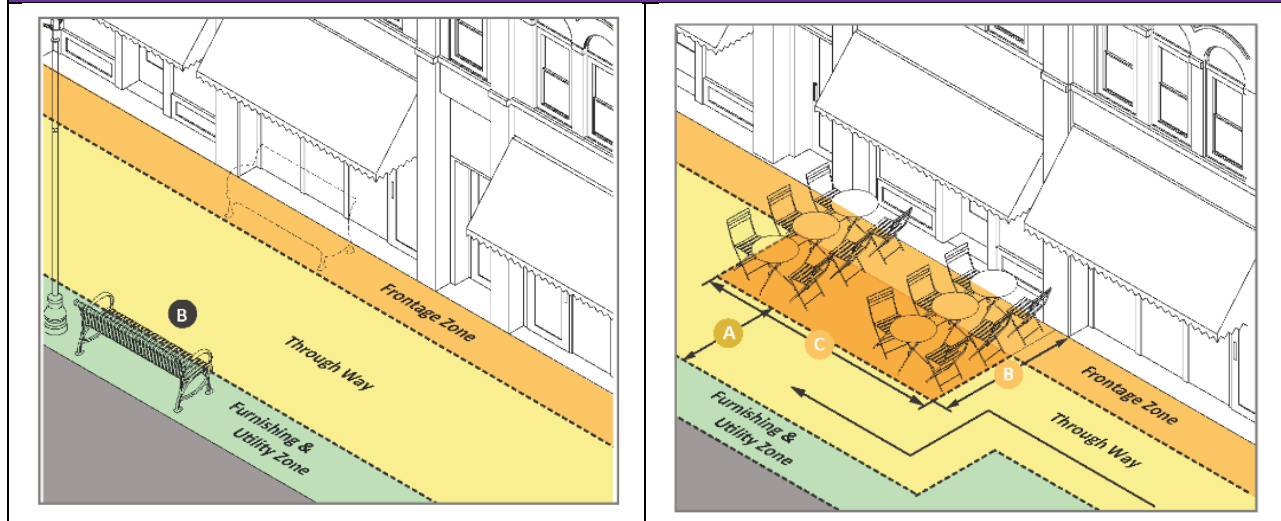 B
Frontage Zone
Through Way
Furnishing &
Utility Zone
A
C
B
Frontage Zone
Through Way
Furnishing &
Utility Zone